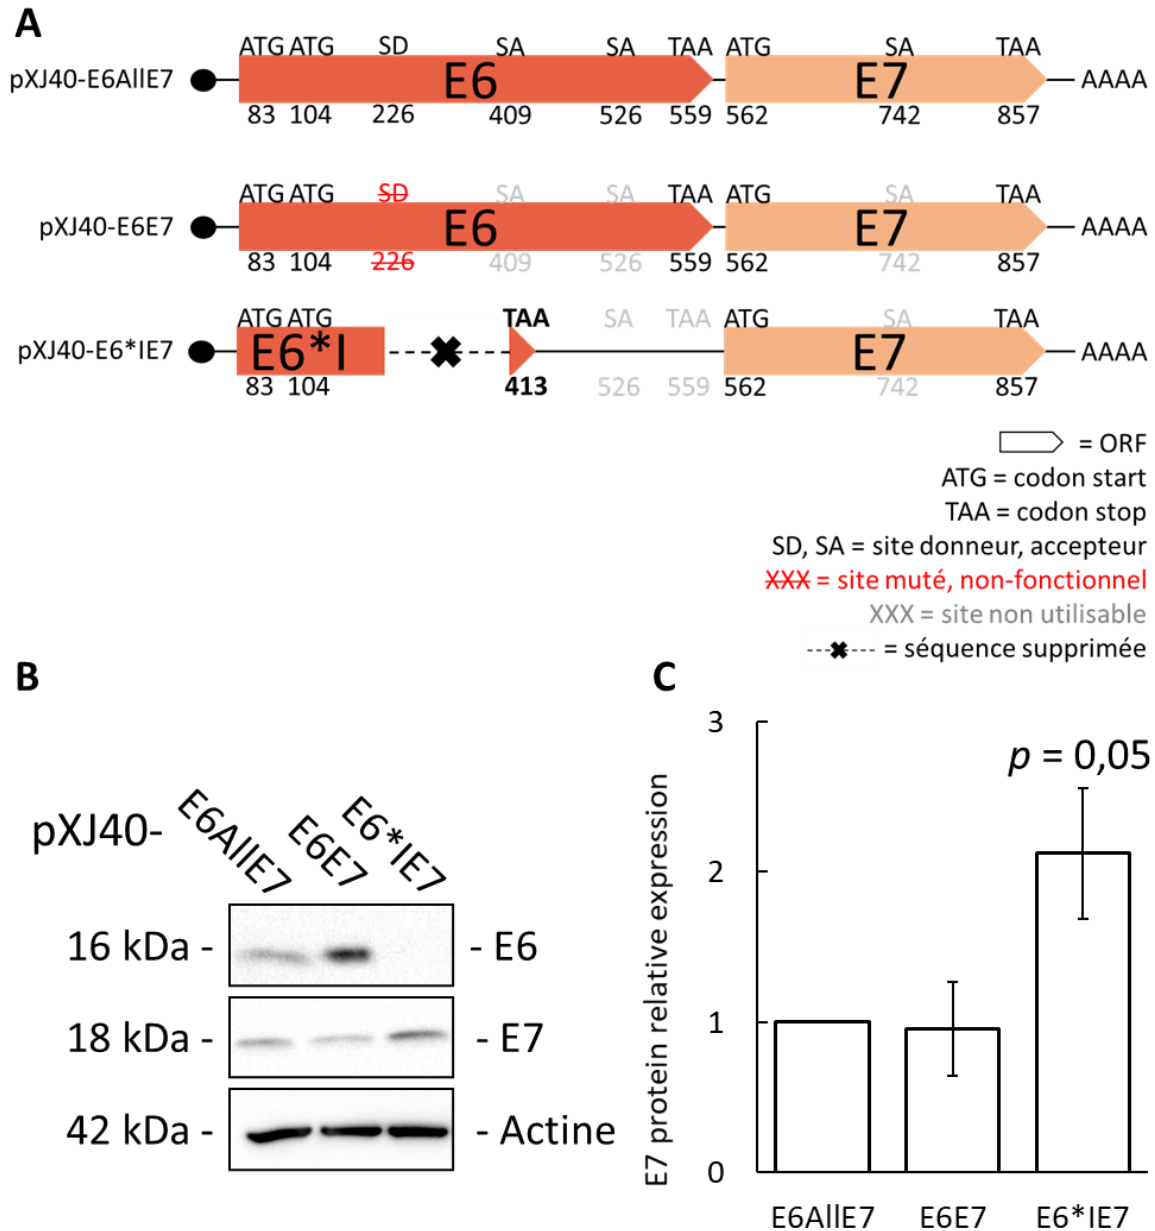 A
ATG ATG SD SA SA TAA ATG SA TAA
pXJ40-E6AllE7 E6 E7 AAAA
83 104 226 409 526 559 562 742 857
ATG ATG SD SA SA TAA ATG SA TAA
pXJ40-E6E7 E6 E7 AAAA
83 104 226 409 526 559 562 742 857
ATG ATG TAA SA TAA ATG SA TAA
pXJ40-E6*IE7 E6*I E7 AAAA
83 104 413 526 559 562 742 857
= ORF
ATG = codon start
TAA = codon stop
SD, SA = site donneur, accepteur
XXX = site muté, non-fonctionnel
XXX = site non utilisable
= séquence supprimée
B
pXJ40- E6AllE7 E6E7 E6*IE7
16 kDa - - E6
18 kDa - - E7
42 kDa - - Actine
C
E7 protein relative expression
3
2
1
0
p = 0,05
E6AllE7 E6E7 E6*IE7